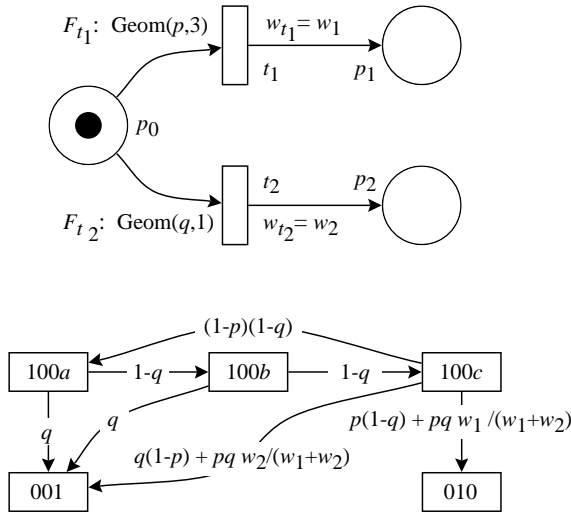 F_{t_1}: Geom(p,3)
w_{t_1} = w_1
t_1
p_1
p_0
t_2
p_2
F_{t_2}: Geom(q,1)
w_{t_2} = w_2
(1-p)(1-q)
100a
1-q
100b
1-q
100c
q
q
p(1-q) + pq w_1 /(w_1+w_2)
q(1-p) + pq w_2/(w_1+w_2)
001
010